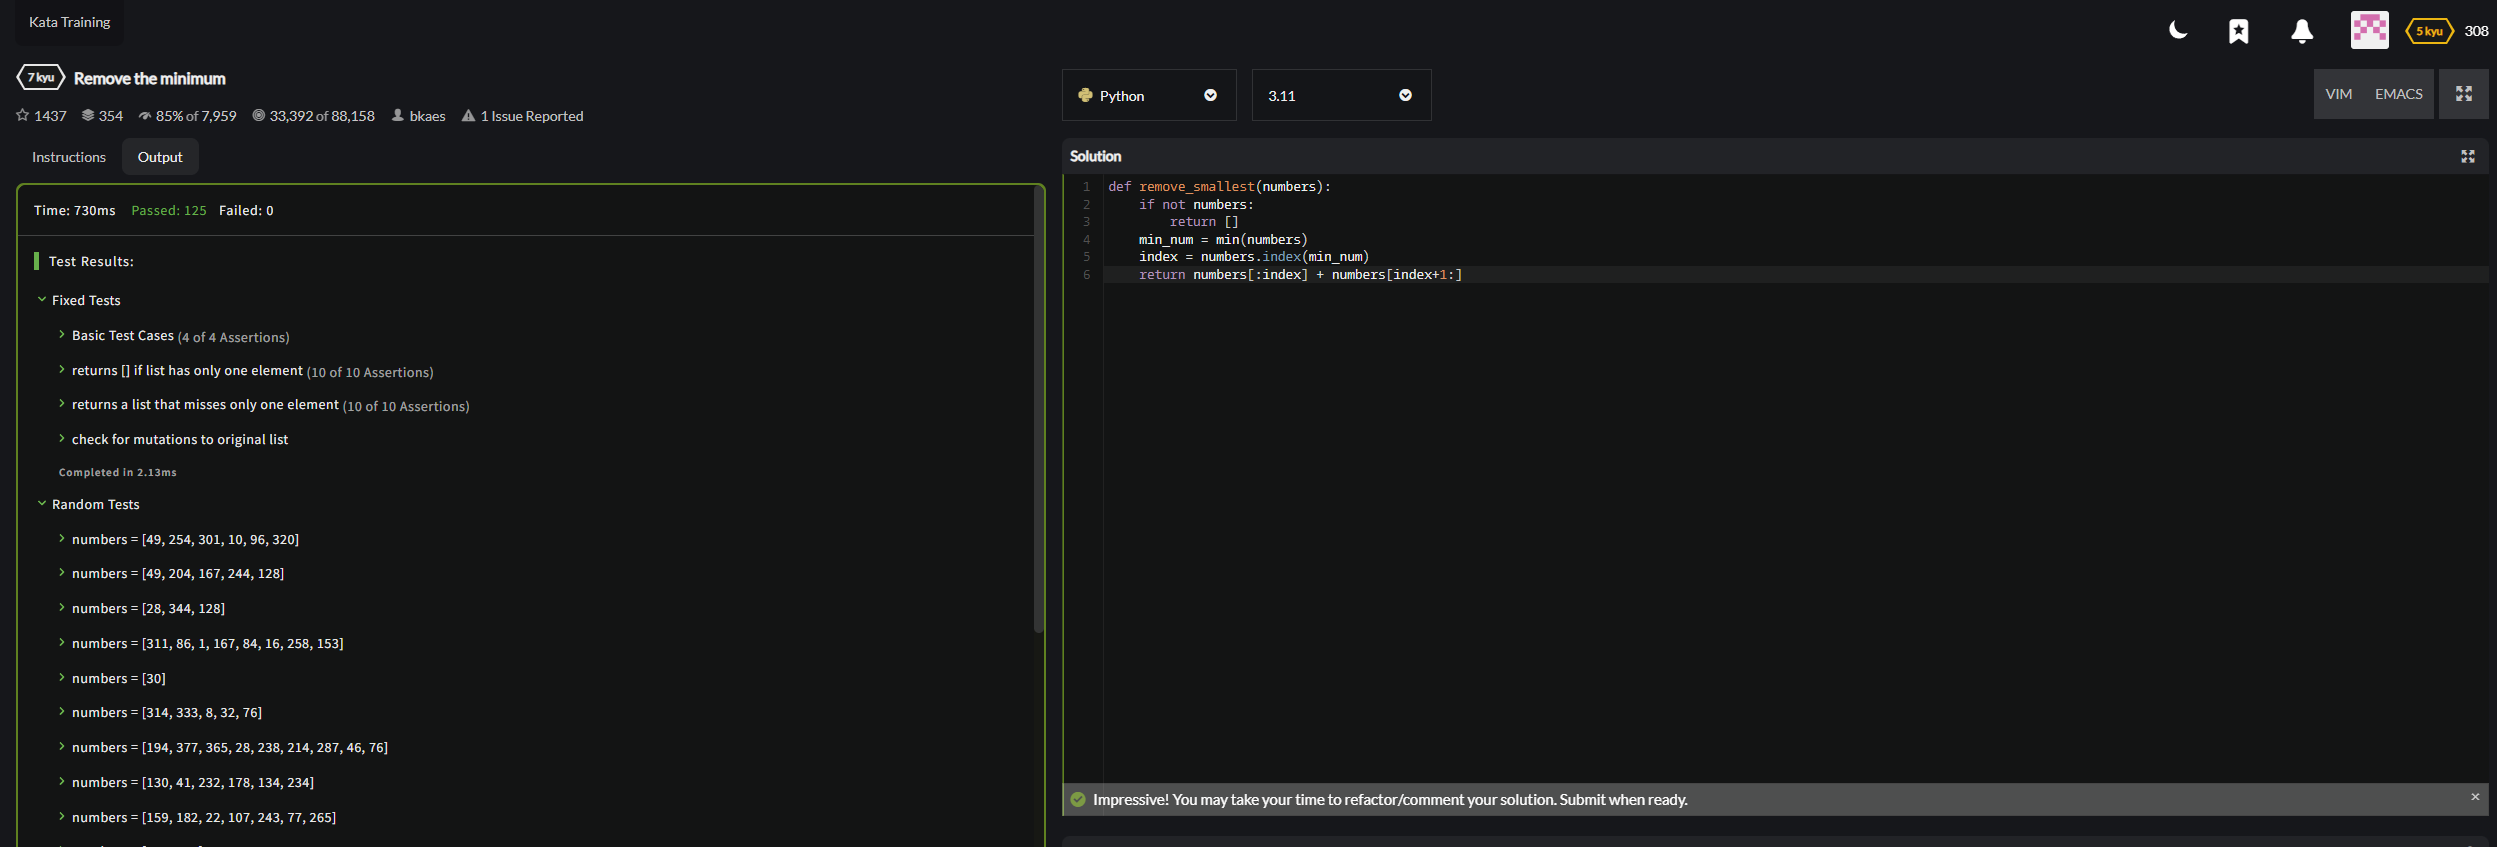 Kata Training
5 kyu 308
7 kyu Remove the minimum
1437 354 85% of 7,959 33,392 of 88,158 bkaes 1 Issue Reported
Instructions Output
Time: 730ms Passed: 125 Failed: 0
Test Results:
Fixed Tests
Basic Test Cases (4 of 4 Assertions)
returns [] if list has only one element (10 of 10 Assertions)
returns a list that misses only one element (10 of 10 Assertions)
check for mutations to original list
Completed in 2.13ms
Random Tests
numbers = [49, 254, 301, 10, 96, 320]
numbers = [49, 204, 167, 244, 128]
numbers = [28, 344, 128]
numbers = [311, 86, 1, 167, 84, 16, 258, 153]
numbers = [30]
numbers = [314, 333, 8, 32, 76]
numbers = [194, 377, 365, 28, 238, 214, 287, 46, 76]
numbers = [130, 41, 232, 178, 134, 234]
numbers = [159, 182, 22, 107, 243, 77, 265]
Python 3.11 VIM EMACS
Solution
1 def remove_smallest(numbers):
2 if not numbers:
3 return []
4 min_num = min(numbers)
5 index = numbers.index(min_num)
6 return numbers[:index] + numbers[index+1:]
Impressive! You may take your time to refactor/comment your solution. Submit when ready. ×